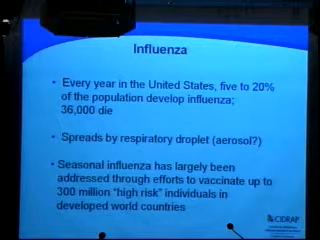 Influenza
• Every year in the United States, five to 20%
of the population develop influenza;
36,000 die
• Spreads by respiratory droplet (aerosol?)
• Seasonal influenza has largely been
addressed through efforts to vaccinate up to
300 million "high risk" individuals in
developed world countries
CIDRAP